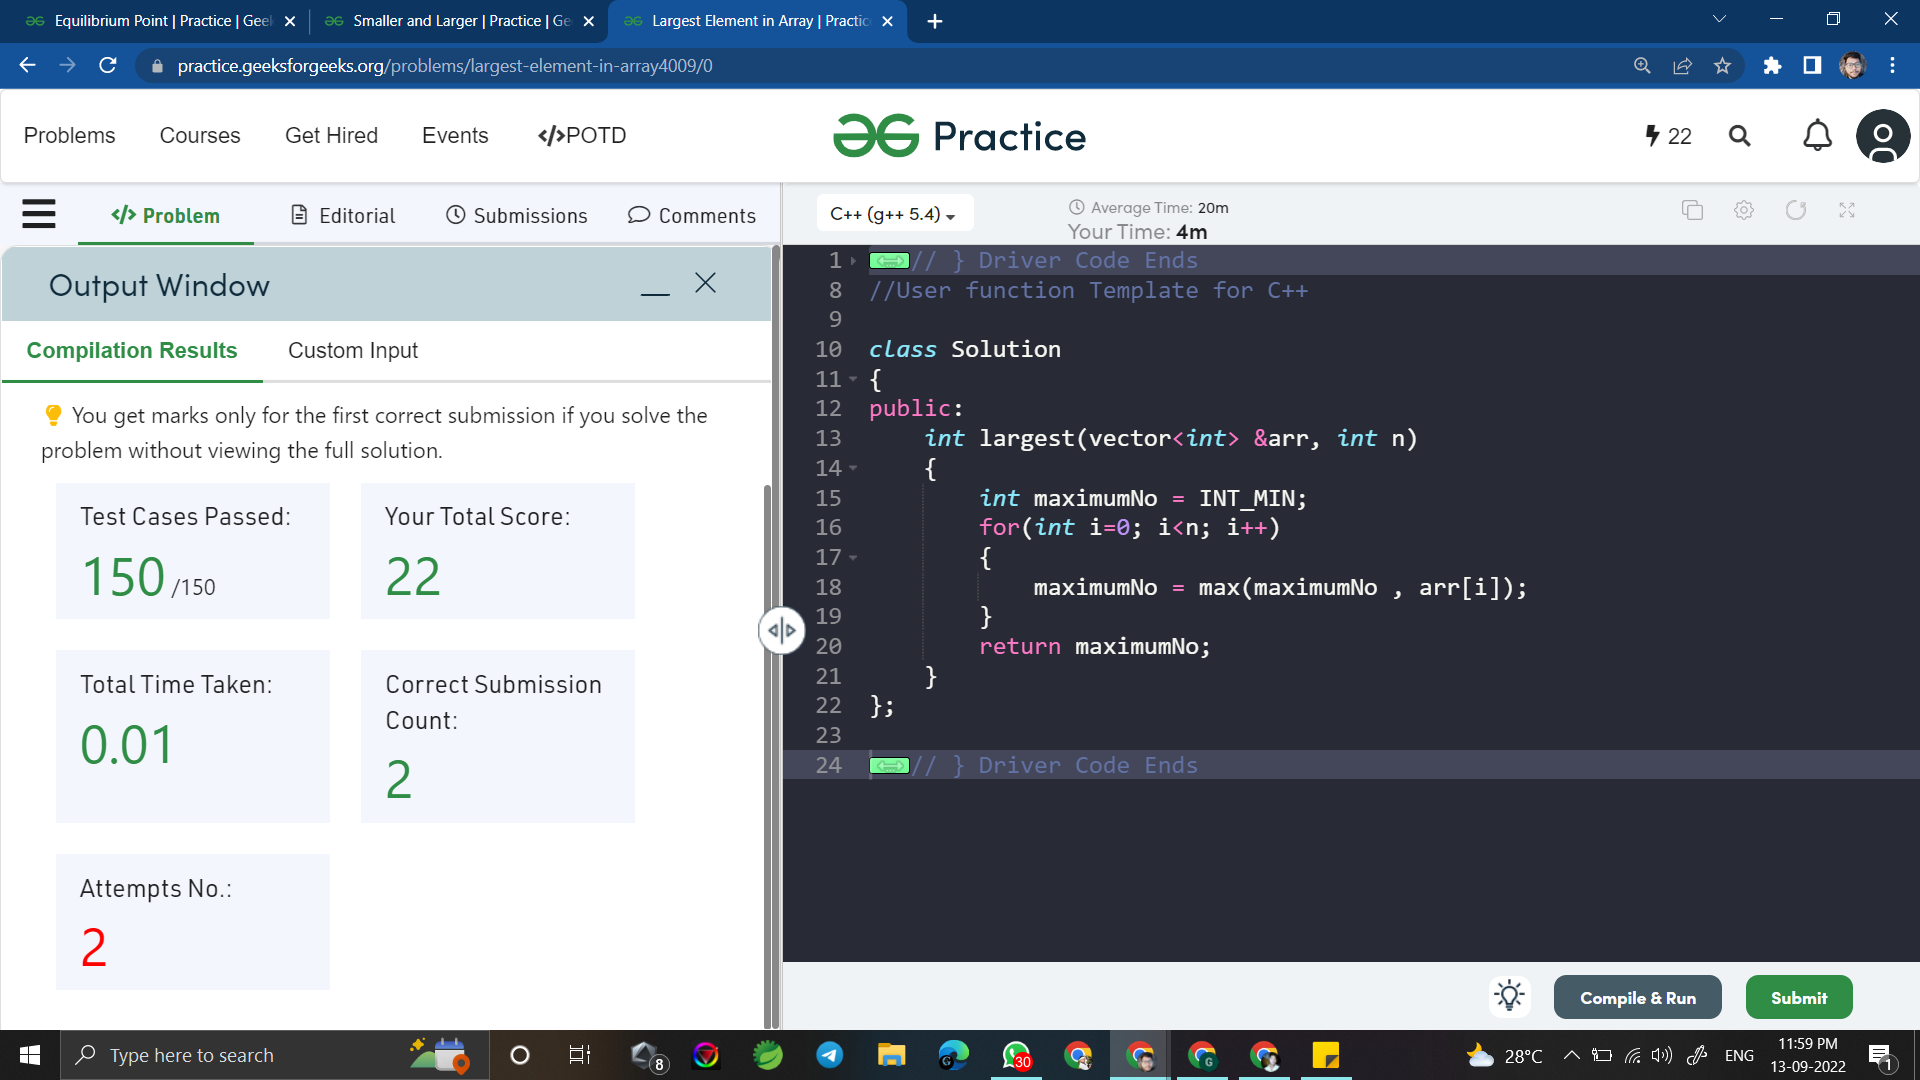 Equilibrium Point | Practice | Geek
Smaller and Larger | Practice | Ge
Largest Element in Array | Practic
practice.geeksforgeeks.org/problems/largest-element-in-array4009/0
Problems
Courses
Get Hired
Events
</>POTD
Practice
22
</> Problem
Editorial
Submissions
Comments
Output Window
Compilation Results
Custom Input
You get marks only for the first correct submission if you solve the
problem without viewing the full solution.
Test Cases Passed:
150 /150
Your Total Score:
22
Total Time Taken:
0.01
Correct Submission
Count:
2
Attempts No.:
2
C++ (g++ 5.4)
Average Time: 20m
Your Time: 4m
1 // } Driver Code Ends
8 //User function Template for C++
9
10 class Solution
11 {
12 public:
13 int largest(vector<int> &arr, int n)
14 {
15 int maximumNo = INT_MIN;
16 for(int i=0; i<n; i++)
17 {
18 maximumNo = max(maximumNo , arr[i]);
19 }
20 return maximumNo;
21 }
22 };
23
24 // } Driver Code Ends
Compile & Run
Submit
Type here to search
8
30
G
28°C
ENG
11:59 PM
13-09-2022
1